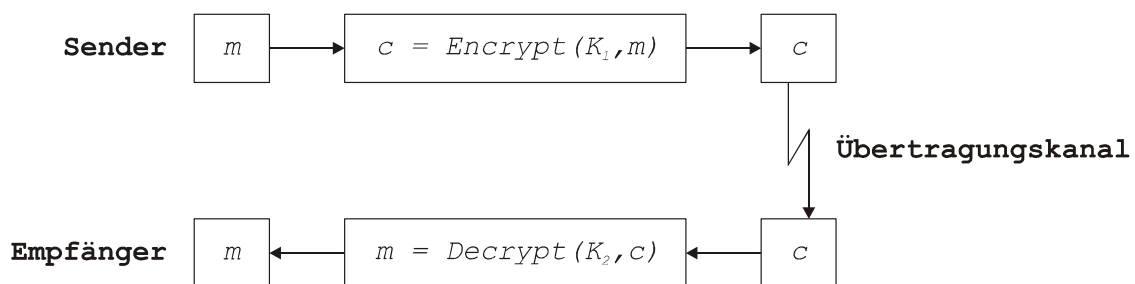 Sender m c = Encrypt(K₁,m) c
Übertragungskanal
Empfänger m m = Decrypt(K₂,c) c